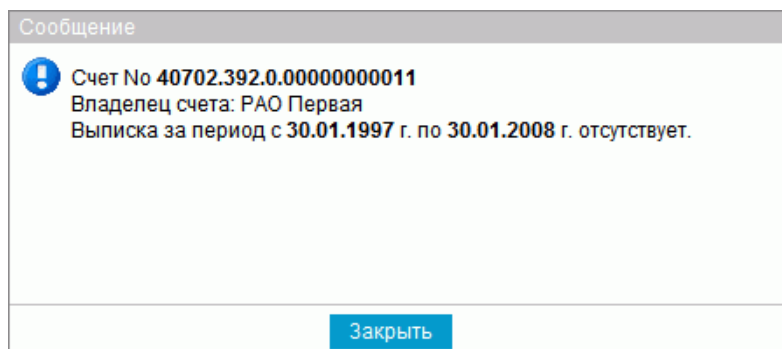 Сообщение
Счет No 40702.392.0.00000000011
Владелец счета: РАО Первая
Выписка за период с 30.01.1997 г. по 30.01.2008 г. отсутствует.
Закрыть